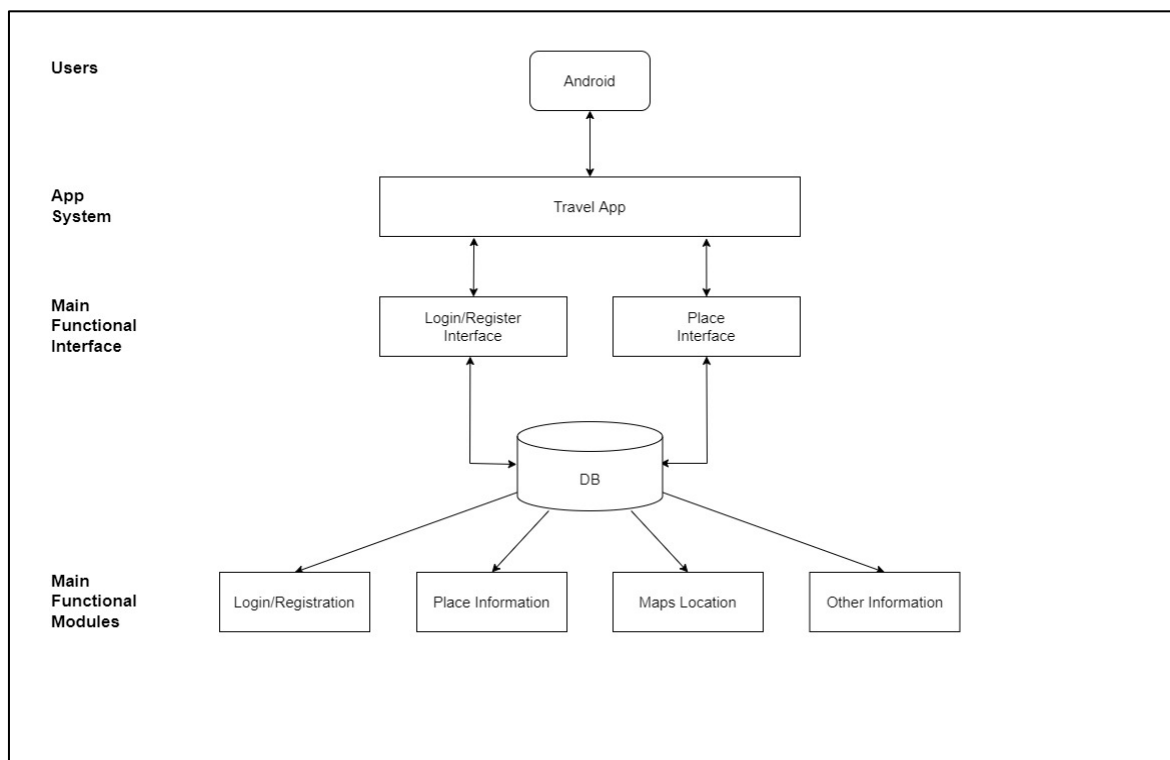 Users
Android
App
System
Travel App
Main
Functional
Interface
Login/Register
Interface
Place
Interface
DB
Main
Functional
Modules
Login/Registration
Place Information
Maps Location
Other Information